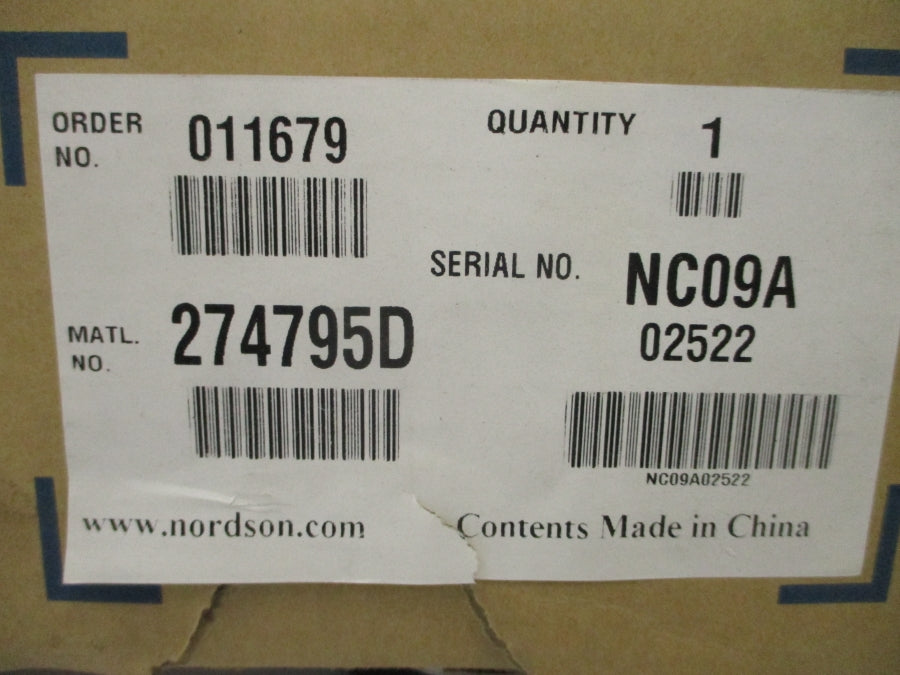 ORDER NO. 011679
QUANTITY 1
SERIAL NO. NC09A
02522
MATL. NO. 274795D
NC09A02522
www.nordson.com
Contents Made in China